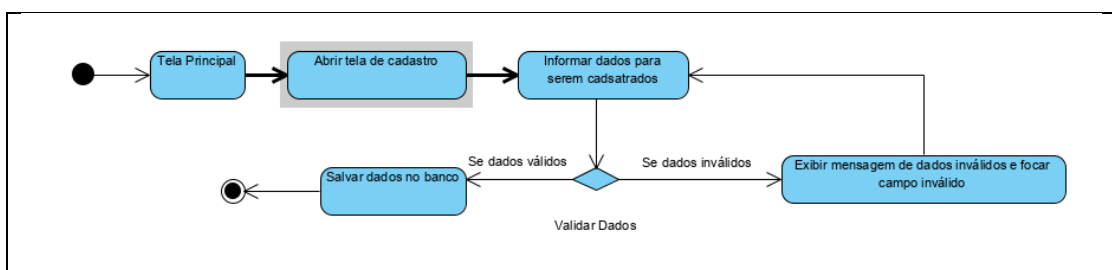 Tela Principal
Abrir tela de cadastro
Informar dados para
serem cadsatrados
Se dados válidos
Se dados inválidos
Salvar dados no banco
Exibir mensagem de dados inválidos e focar
campo inválido
Validar Dados